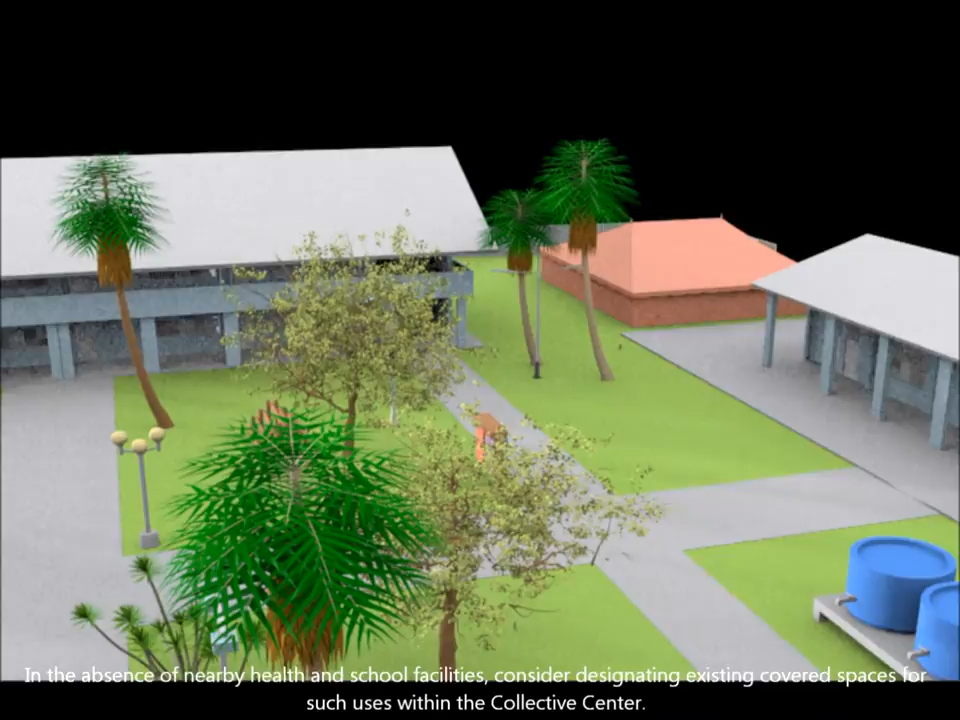 In the absence of nearby health and school facilities, consider designating existing covered spaces for
such uses within the Collective Center.